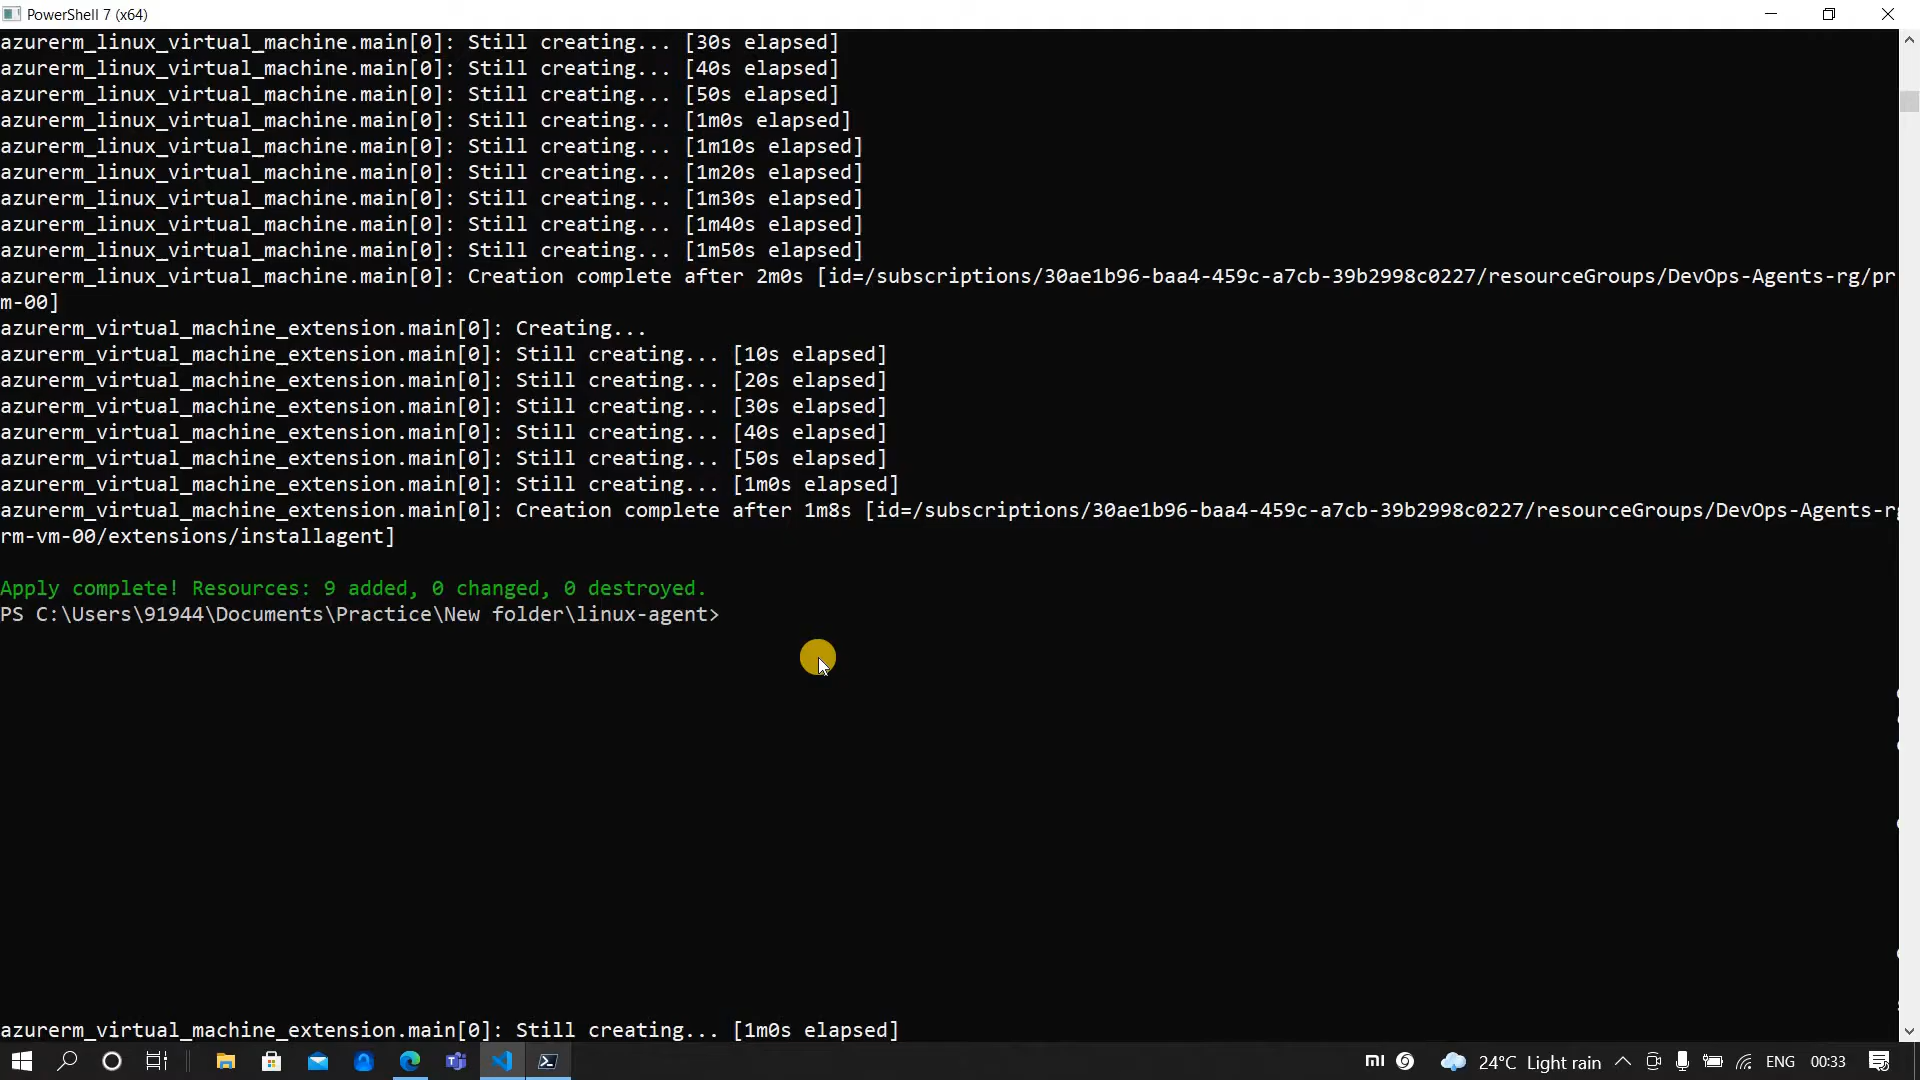 PowerShell 7 (x64)
azurerm_linux_virtual_machine.main[0]: Still creating... [30s elapsed]
azurerm_linux_virtual_machine.main[0]: Still creating... [40s elapsed]
azurerm_linux_virtual_machine.main[0]: Still creating... [50s elapsed]
azurerm_linux_virtual_machine.main[0]: Still creating... [1m0s elapsed]
azurerm_linux_virtual_machine.main[0]: Still creating... [1m10s elapsed]
azurerm_linux_virtual_machine.main[0]: Still creating... [1m20s elapsed]
azurerm_linux_virtual_machine.main[0]: Still creating... [1m30s elapsed]
azurerm_linux_virtual_machine.main[0]: Still creating... [1m40s elapsed]
azurerm_linux_virtual_machine.main[0]: Still creating... [1m50s elapsed]
azurerm_linux_virtual_machine.main[0]: Creation complete after 2m0s [id=/subscriptions/30ae1b96-baa4-459c-a7cb-39b2998c0227/resourceGroups/DevOps-Agents-rg/pr
m-00]
azurerm_virtual_machine_extension.main[0]: Creating...
azurerm_virtual_machine_extension.main[0]: Still creating... [10s elapsed]
azurerm_virtual_machine_extension.main[0]: Still creating... [20s elapsed]
azurerm_virtual_machine_extension.main[0]: Still creating... [30s elapsed]
azurerm_virtual_machine_extension.main[0]: Still creating... [40s elapsed]
azurerm_virtual_machine_extension.main[0]: Still creating... [50s elapsed]
azurerm_virtual_machine_extension.main[0]: Still creating... [1m0s elapsed]
azurerm_virtual_machine_extension.main[0]: Creation complete after 1m8s [id=/subscriptions/30ae1b96-baa4-459c-a7cb-39b2998c0227/resourceGroups/DevOps-Agents-rg
rm-vm-00/extensions/installagent]
Apply complete! Resources: 9 added, 0 changed, 0 destroyed.
PS C:\Users\91944\Documents\Practice\New folder\linux-agent>
azurerm_virtual_machine_extension.main[0]: Still creating... [1m0s elapsed]
24°C Light rain ENG 00:33